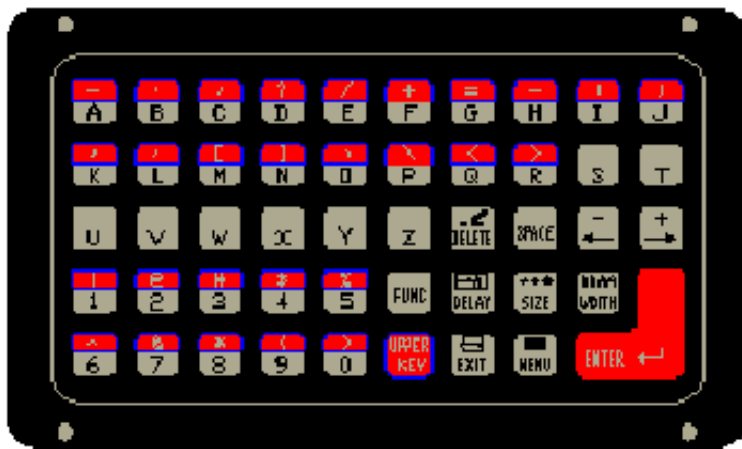 A B C D E F G H I J
K L M N O P Q R S T
U V W X Y Z DELETE SPACE - +
1 2 3 4 5 FUNC DELAY SIZE WDITH
6 7 8 9 0 UPPER KEY EXIT MENU ENTER